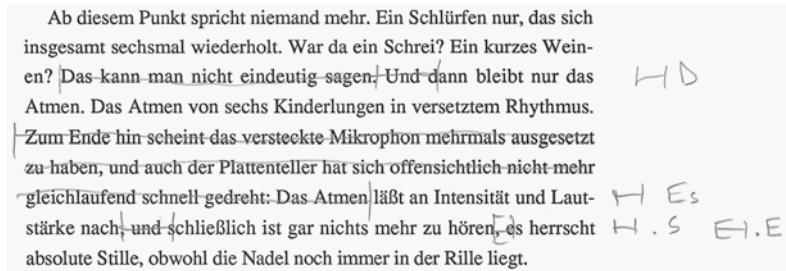 Ab diesem Punkt spricht niemand mehr. Ein Schlürfen nur, das sich
insgesamt sechsmal wiederholt. War da ein Schrei? Ein kurzes Wein-
en? Das kann man nicht eindeutig sagen. Und dann bleibt nur das
H D
Atmen. Das Atmen von sechs Kinderlungen in versetztem Rhythmus.
Zum Ende hin scheint das versteckte Mikrophon mehrmals ausgesetzt
zu haben, und auch der Plattenteller hat sich offensichtlich nicht mehr
gleichlaufend schnell gedreht: Das Atmen läßt an Intensität und Laut-
H Es
stärke nach, und schließlich ist gar nichts mehr zu hören, es herrscht
H . S E H . E
absolute Stille, obwohl die Nadel noch immer in der Rille liegt.